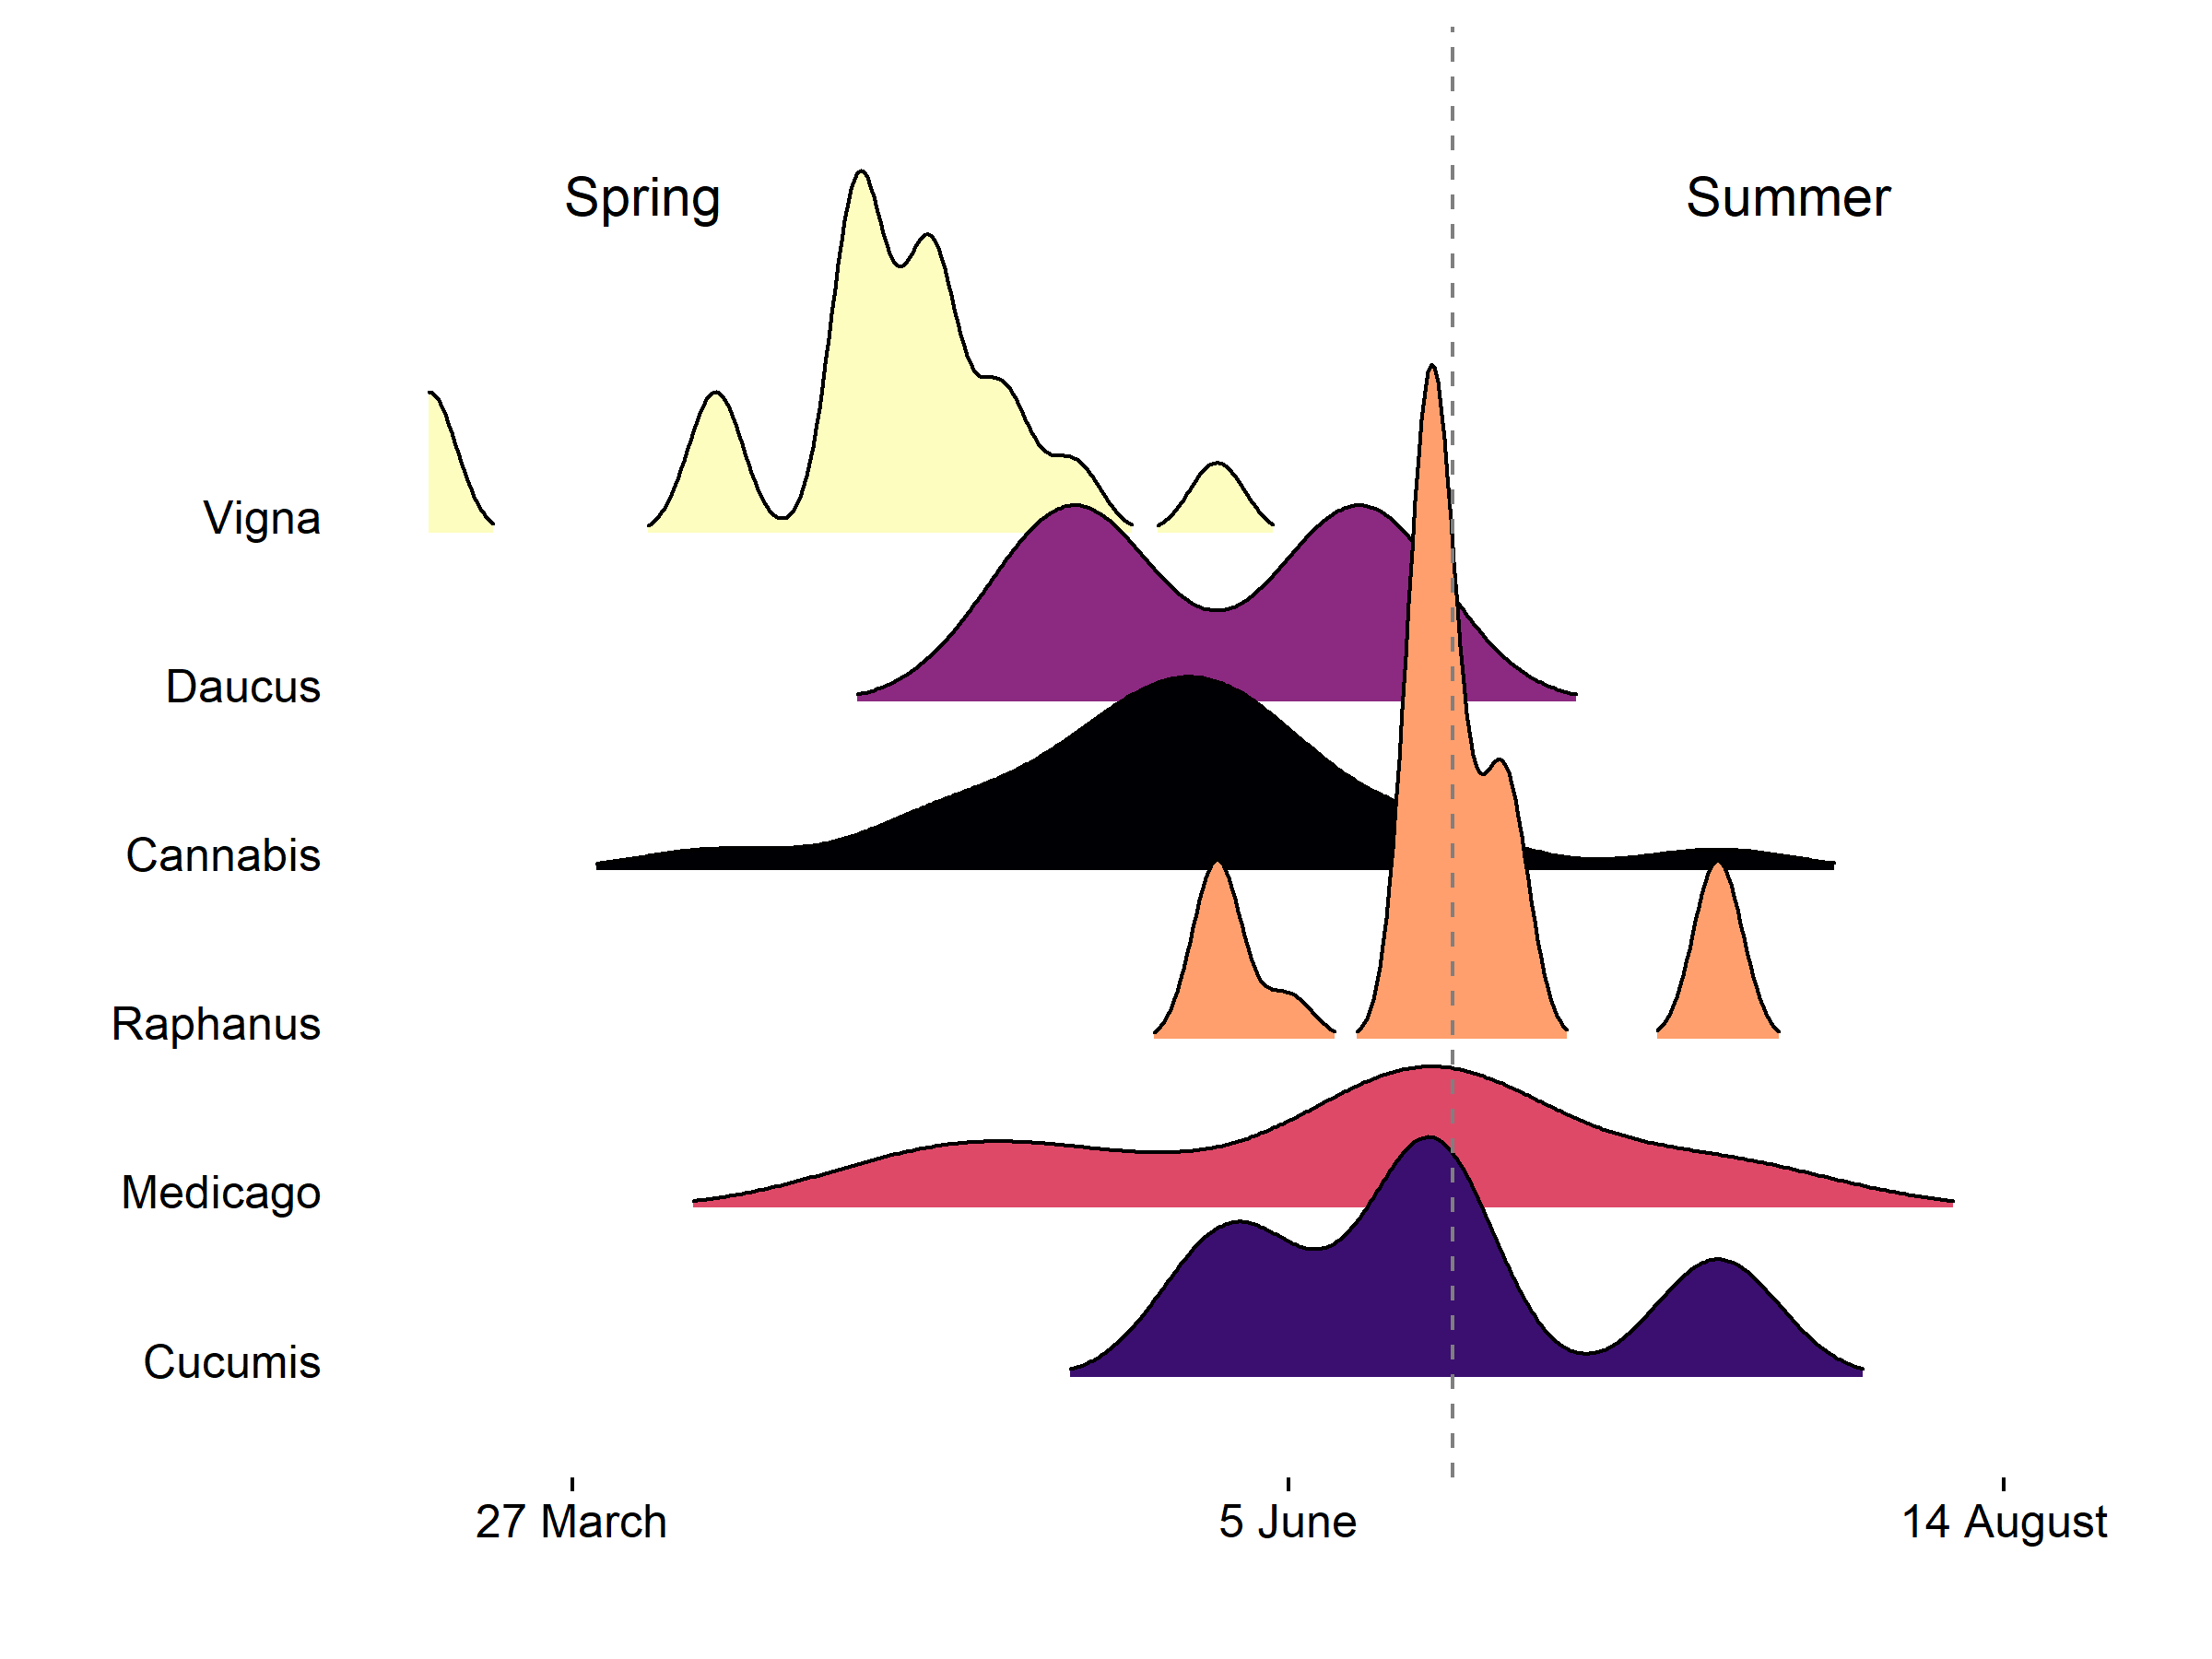 Spring
Summer
Vigna
Daucus
Cannabis
Raphanus
Medicago
Cucumis
27 March
5 June
14 August